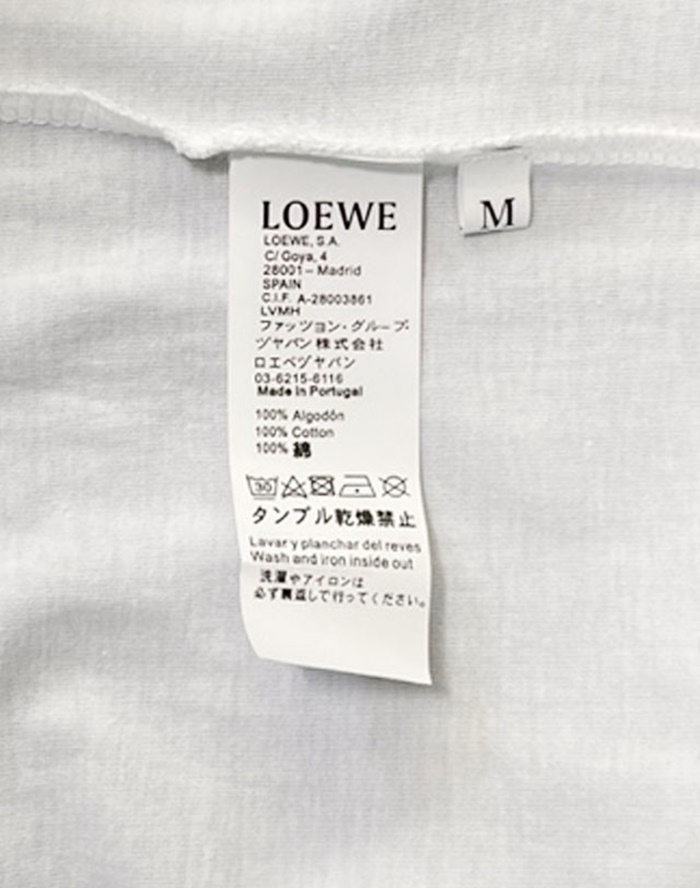 LOEWE
LOEWE, S.A.
C/ Goya, 4
28001 – Madrid
SPAIN
C.I.F. A-28003861
LVMH
ファッツョン・グループ・
ヅャパン株式会社
ロエベヅャパン
03-6215-6116
Made in Portugal
100% Algodón
100% Cotton
100% 綿
30
タンブル乾燥禁止
Lavar y planchar del reves
Wash and iron inside out
洗濯やアイロンは
必ず裏返しで行ってください。
M